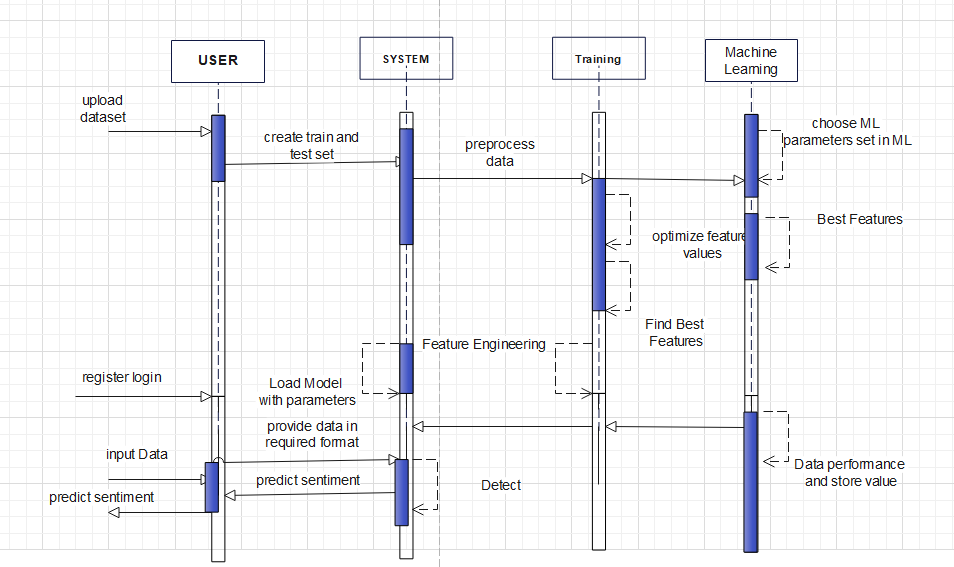 USER
SYSTEM
Training
Machine
Learning
upload
dataset
create train and
test set
preprocess
data
choose ML
parameters set in ML
Best Features
optimize feature
values
Find Best
Features
Feature Engineering
register login
Load Model
with parameters
provide data in
required format
input Data
predict sentiment
predict sentiment
Detect
Data performance
and store value